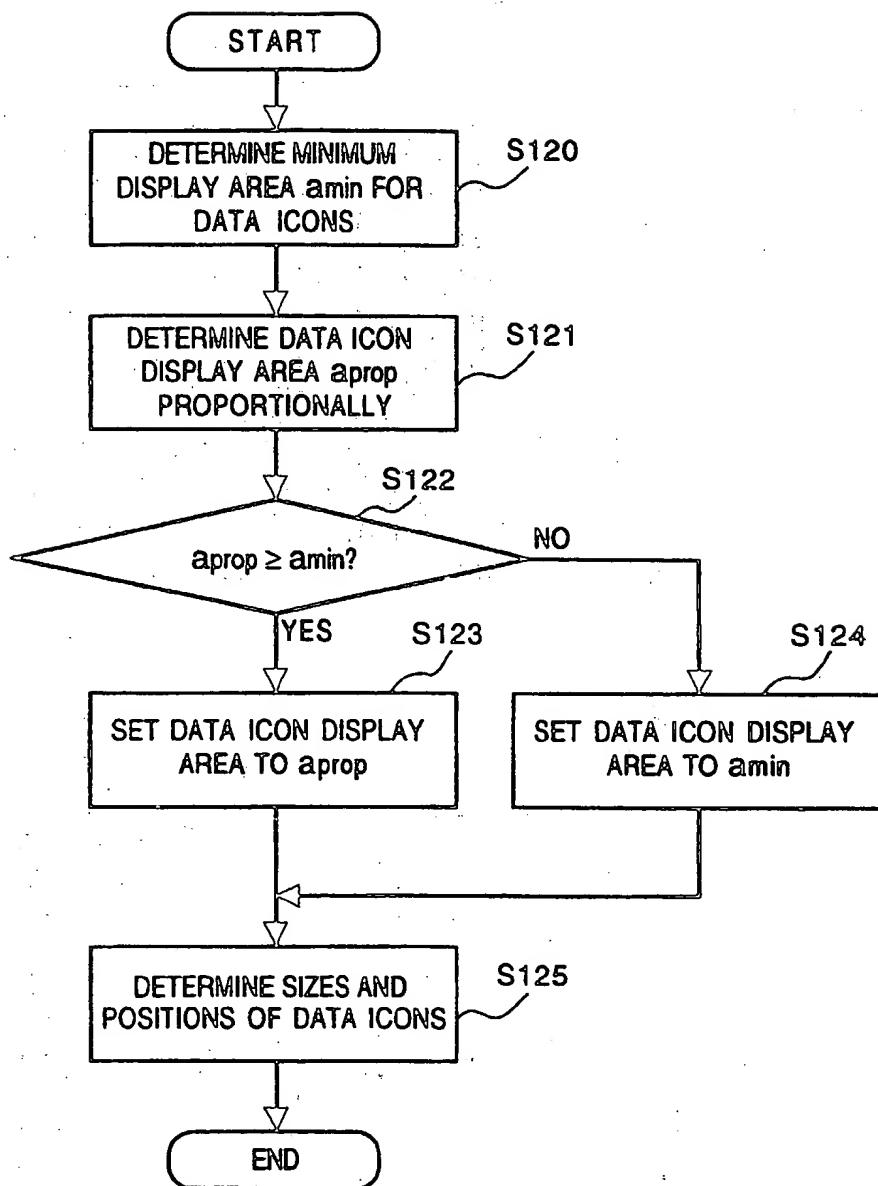 START
DETERMINE MINIMUM
DISPLAY AREA amin FOR
DATA ICONS
S120
DETERMINE DATA ICON
DISPLAY AREA aprop
PROPORTIONALLY
S121
S122
aprop ≥ amin?
NO
YES
S123
SET DATA ICON DISPLAY
AREA TO aprop
S124
SET DATA ICON DISPLAY
AREA TO amin
DETERMINE SIZES AND
POSITIONS OF DATA ICONS
S125
END